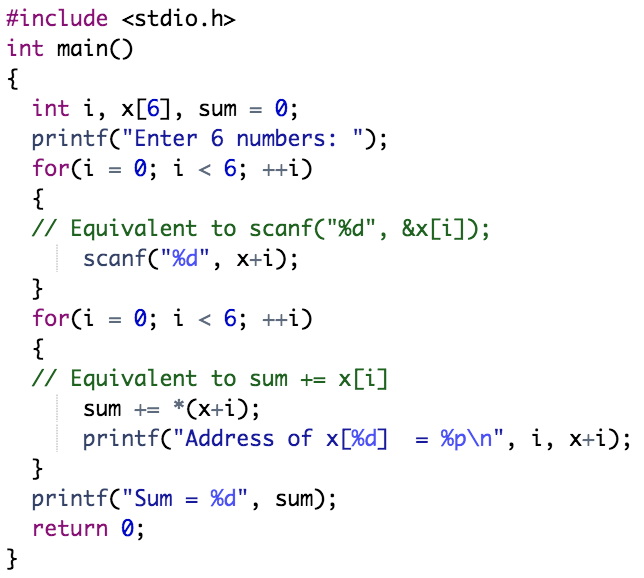 #include <stdio.h>
int main()
{
  int i, x[6], sum = 0;
  printf("Enter 6 numbers: ");
  for(i = 0; i < 6; ++i)
  {
  // Equivalent to scanf("%d", &x[i]);
      scanf("%d", x+i);
  }
  for(i = 0; i < 6; ++i)
  {
  // Equivalent to sum += x[i]
      sum += *(x+i);
      printf("Address of x[%d]  = %p\n", i, x+i);
  }
  printf("Sum = %d", sum);
  return 0;
}